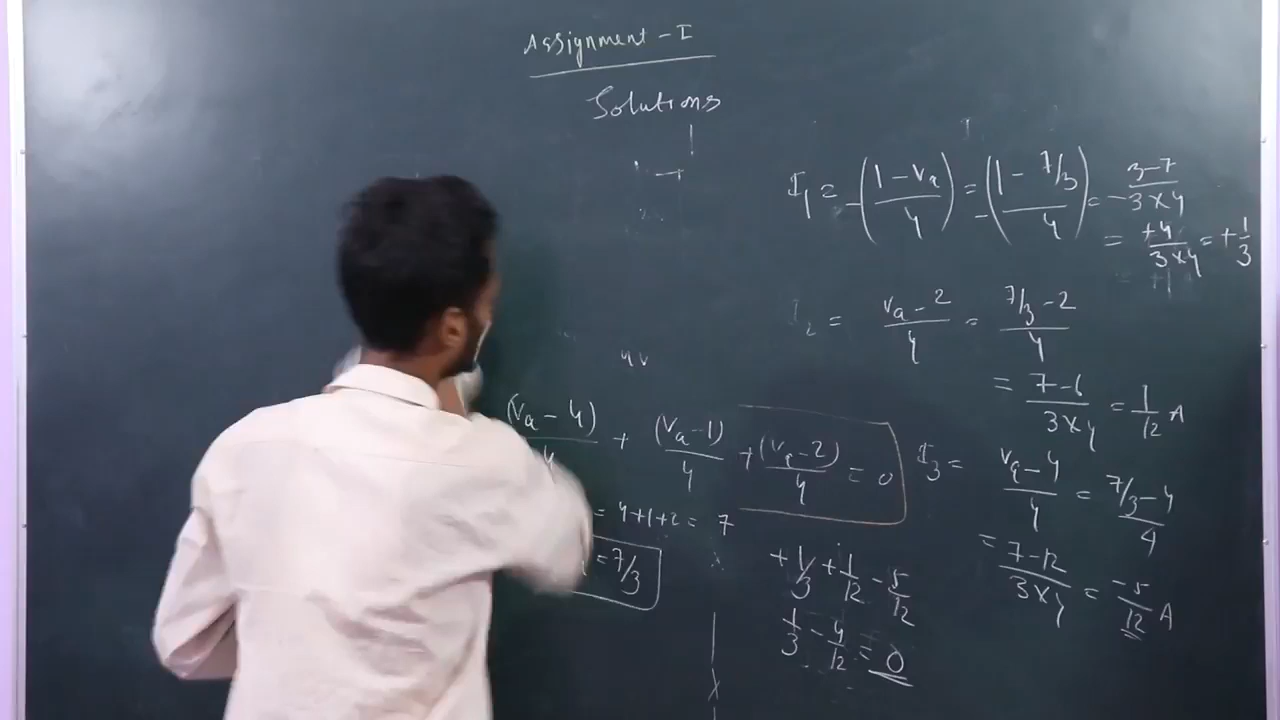 Assignment - I
Solutions
I₁ = -((1 - Va)/4) = -((1 - 7/3)/4) = -(3-7)/(3×4)
= +4/(3×4) = +1/3
I₂ = (Va - 2)/4 = (7/3 - 2)/4
= (7-6)/(3×4) = 1/12 A
4V
(Va - 4)/4 + (Va - 1)/4 + (Va - 2)/4 = 0
= 4+1+2 = 7
= 7/3
I₃ = (Va - 4)/4 = (7/3 - 4)/4
= (7-12)/(3×4) = -5/12 A
+1/3 + 1/12 - 5/12
1/3 - 4/12 = 0